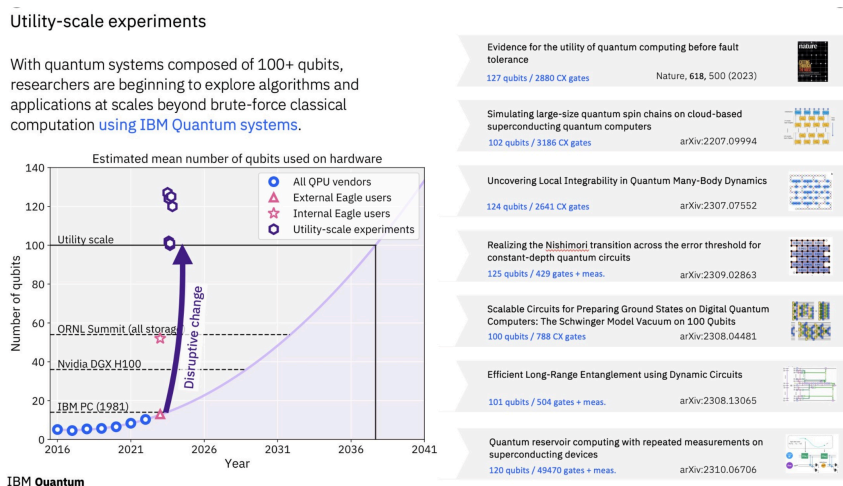 Utility-scale experiments
With quantum systems composed of 100+ qubits,
researchers are beginning to explore algorithms and
applications at scales beyond brute-force classical
computation using IBM Quantum systems.
Estimated mean number of qubits used on hardware
140
120
100
80
60
40
20
0
Number of qubits
All QPU vendors
External Eagle users
Internal Eagle users
Utility-scale experiments
Utility scale
ORNL Summit (all storage
Nvidia DGX H100
IBM PC (1981)
Disruptive change
2016
2021
2026
2031
2036
2041
Year
IBM Quantum
Evidence for the utility of quantum computing before fault
tolerance
127 qubits / 2880 CX gates
Nature, 618, 500 (2023)
nature
Simulating large-size quantum spin chains on cloud-based
superconducting quantum computers
102 qubits / 3186 CX gates
arXiv:2207.09994
Uncovering Local Integrability in Quantum Many-Body Dynamics
124 qubits / 2641 CX gates
arXiv:2307.07552
Realizing the Nishimori transition across the error threshold for
constant-depth quantum circuits
125 qubits / 429 gates + meas.
arXiv:2309.02863
Scalable Circuits for Preparing Ground States on Digital Quantum
Computers: The Schwinger Model Vacuum on 100 Qubits
100 qubits / 788 CX gates
arXiv:2308.04481
Efficient Long-Range Entanglement using Dynamic Circuits
101 qubits / 504 gates + meas.
arXiv:2308.13065
Quantum reservoir computing with repeated measurements on
superconducting devices
120 qubits / 49470 gates + meas.
arXiv:2310.06706